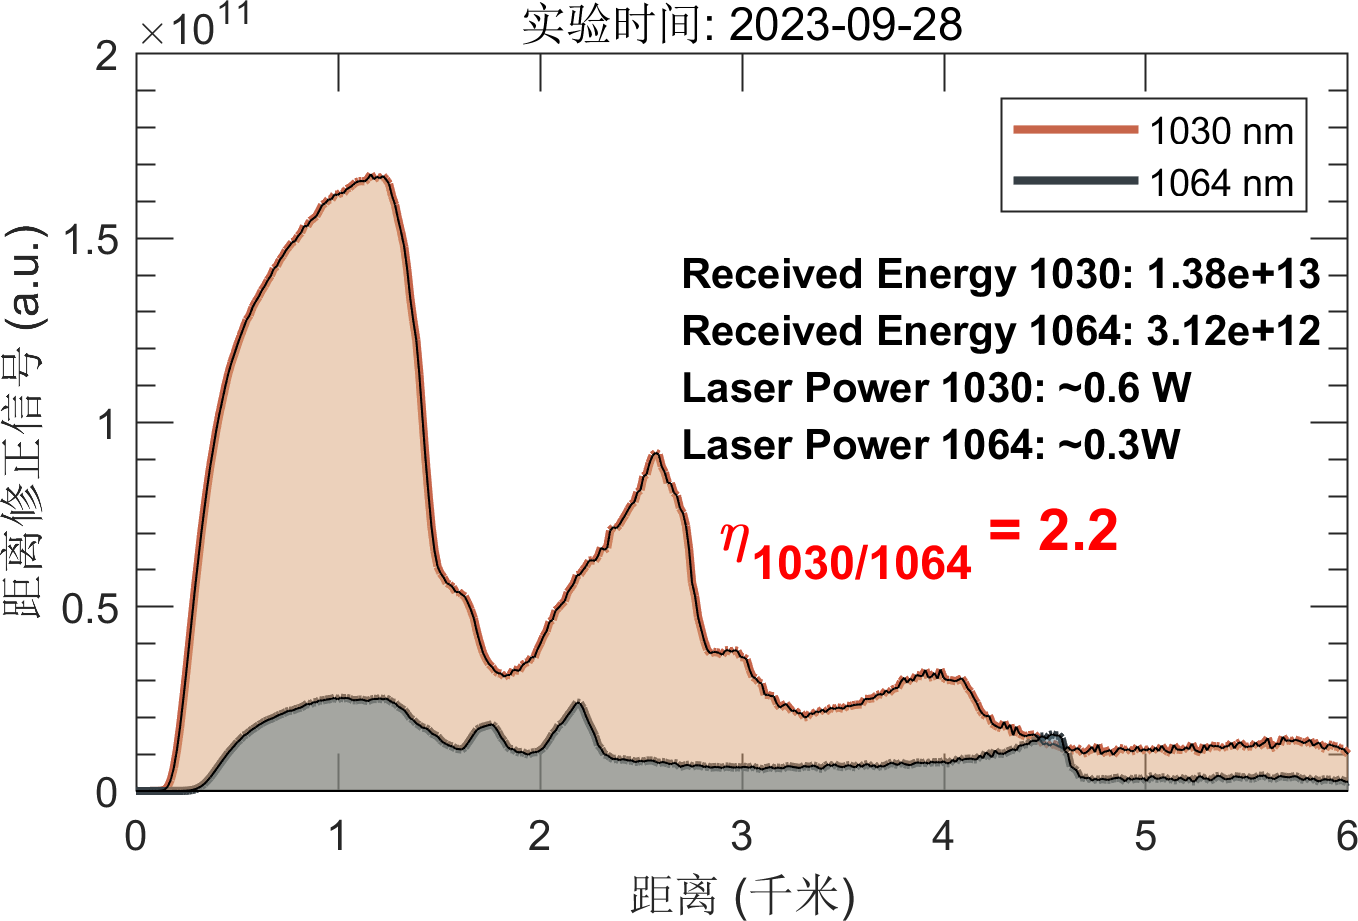 ×10¹¹
实验时间: 2023-09-28
2
1.5
1
0.5
0
距离修正信号 (a.u.)
1030 nm
1064 nm
Received Energy 1030: 1.38e+13
Received Energy 1064: 3.12e+12
Laser Power 1030: ~0.6 W
Laser Power 1064: ~0.3W
η1030/1064 = 2.2
0 1 2 3 4 5 6
距离 (千米)